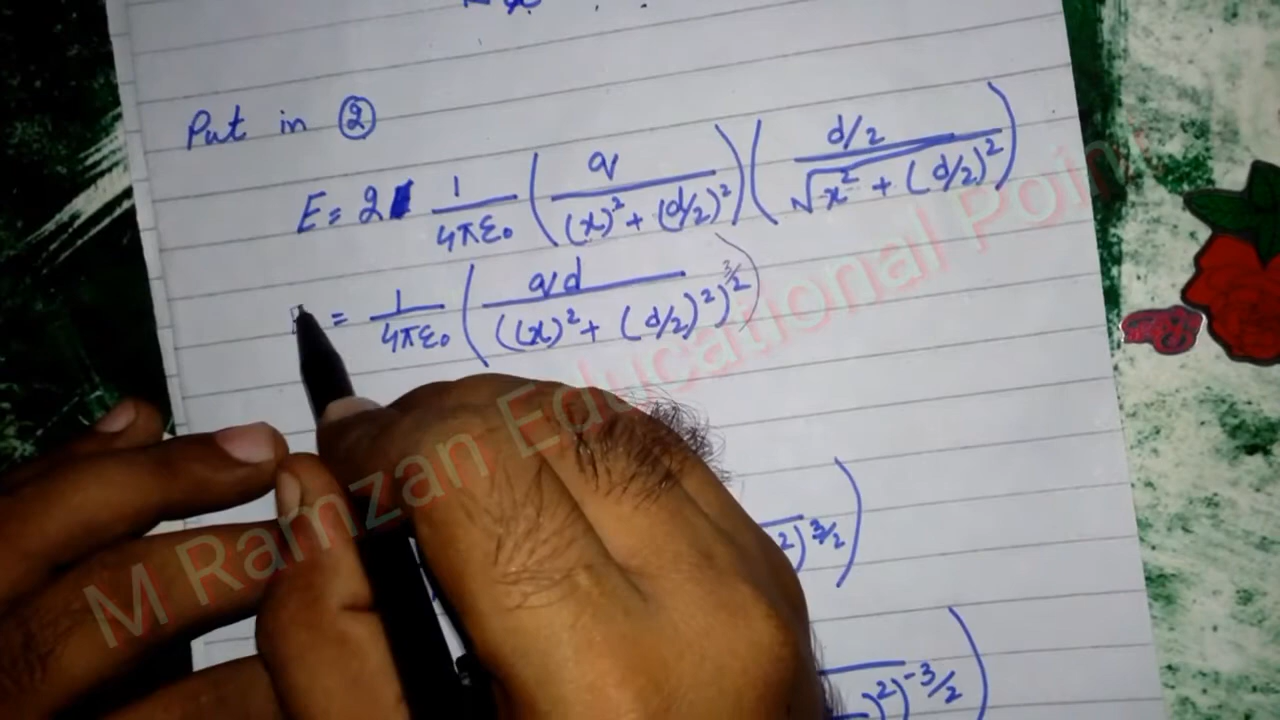 Put in ②
E = 2 1/4πε₀ ( q / (x)² + (d/2)² ) ( d/2 / √x² + (d/2)² )
= 1/4πε₀ ( qd / ((x)² + (d/2)²)^3/2 )
²)^3/2 )
)²)^-3/2 )
M Ramzan Educational Point